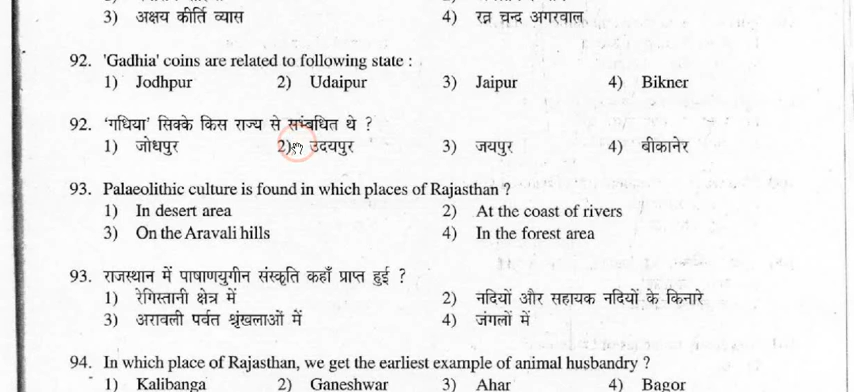 3) अक्षय कीर्ति व्यास 4) रत्न चन्द अगरवाल
92. 'Gadhia' coins are related to following state :
1) Jodhpur 2) Udaipur 3) Jaipur 4) Bikner
92. ‘गधिया’ सिक्के किस राज्य से सम्बंधित थे ?
1) जोधपुर 2) उदयपुर 3) जयपुर 4) बीकानेर
93. Palaeolithic culture is found in which places of Rajasthan ?
1) In desert area 2) At the coast of rivers
3) On the Aravali hills 4) In the forest area
93. राजस्थान में पाषाणयुगीन संस्कृति कहाँ प्राप्त हुई ?
1) रेगिस्तानी क्षेत्र में 2) नदियों और सहायक नदियों के किनारे
3) अरावली पर्वत श्रृंखलाओं में 4) जंगलों में
94. In which place of Rajasthan, we get the earliest example of animal husbandry ?
1) Kalibanga 2) Ganeshwar 3) Ahar 4) Bagor